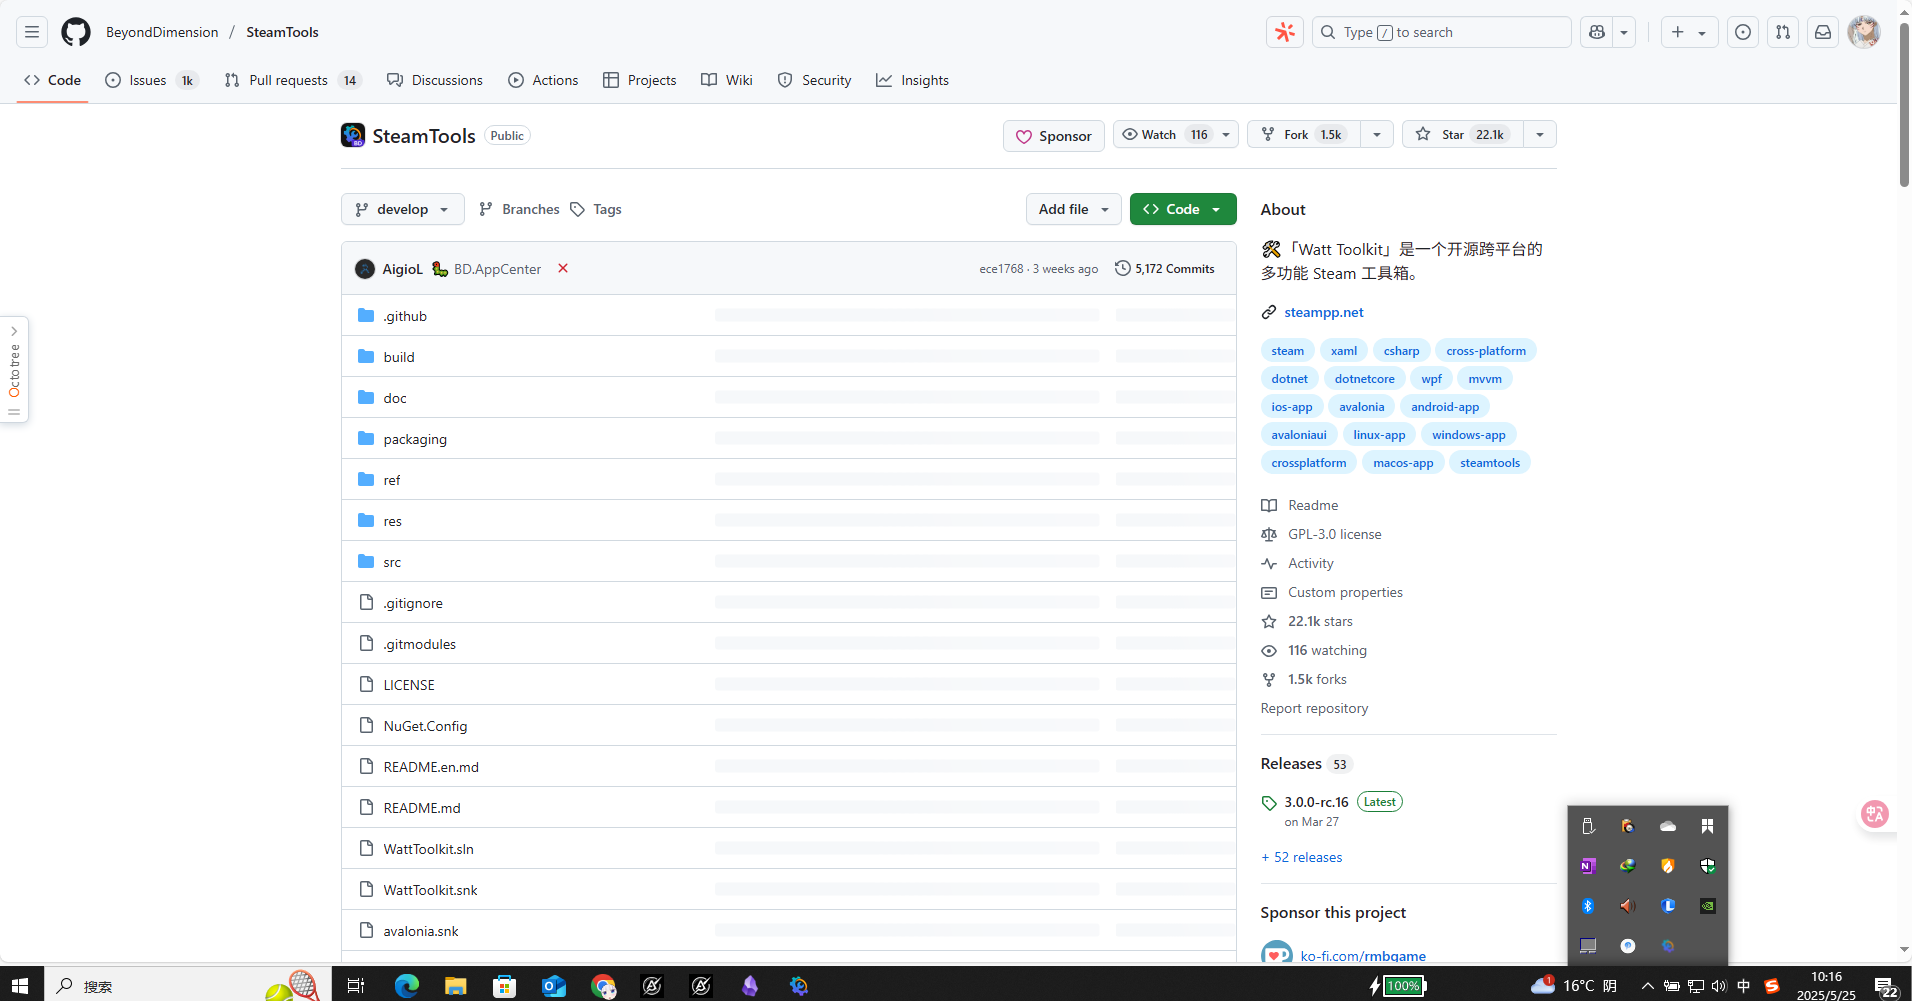 BeyondDimension / SteamTools
Type / to search
Code
Issues 1k
Pull requests 14
Discussions
Actions
Projects
Wiki
Security
Insights
SteamTools Public
Sponsor
Watch 116
Fork 1.5k
Star 22.1k
develop
Branches
Tags
Add file
Code
AigioL BD.AppCenter
ece1768 · 3 weeks ago
5,172 Commits
.github
build
doc
packaging
ref
res
src
.gitignore
.gitmodules
LICENSE
NuGet.Config
README.en.md
README.md
WattToolkit.sln
WattToolkit.snk
avalonia.snk
About
「Watt Toolkit」是一个开源跨平台的
多功能 Steam 工具箱。
steampp.net
steam xaml csharp cross-platform
dotnet dotnetcore wpf mvvm
ios-app avalonia android-app
avaloniaui linux-app windows-app
crossplatform macos-app steamtools
Readme
GPL-3.0 license
Activity
Custom properties
22.1k stars
116 watching
1.5k forks
Report repository
Releases 53
3.0.0-rc.16 Latest
on Mar 27
+ 52 releases
Sponsor this project
ko-fi.com/rmbgame
Octotree
搜索
100%
1
16°C 阴
中
10:16
2025/5/25
22